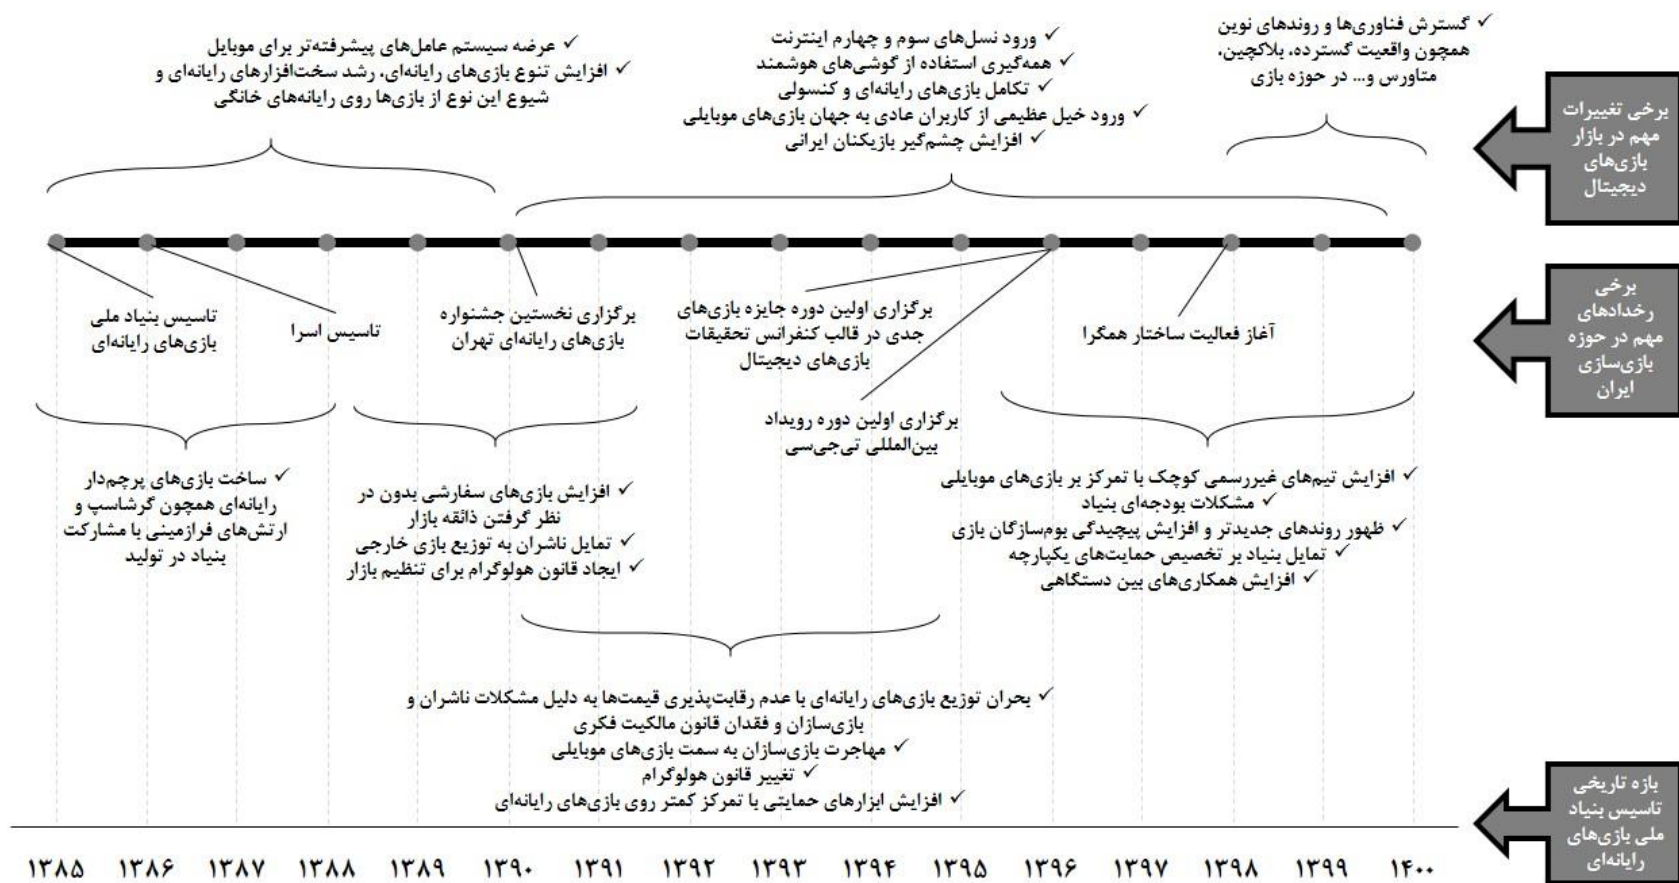 ✓ گسترش فناوری‌ها و روندهای نوین
همچون واقعیت گسترده، بلاکچین،
متاورس و... در حوزه بازی
✓ ورود نسل‌های سوم و چهارم اینترنت
✓ همه‌گیری استفاده از گوشی‌های هوشمند
✓ تکامل بازی‌های رایانه‌ای و کنسولی
✓ ورود خیل عظیمی از کاربران عادی به جهان بازی‌های موبایلی
✓ افزایش چشم‌گیر بازیکنان ایرانی
✓ عرضه سیستم عامل‌های پیشرفته‌تر برای موبایل
✓ افزایش تنوع بازی‌های رایانه‌ای، رشد سخت‌افزارهای رایانه‌ای و
شیوع این نوع از بازی‌ها روی رایانه‌های خانگی
برخی تغییرات
مهم در بازار
بازی‌های
دیجیتال
برخی
رخدادهای
مهم در حوزه
بازی‌سازی
ایران
تاسیس بنیاد ملی
بازی‌های رایانه‌ای
تاسیس اسرا
برگزاری نخستین جشنواره
بازی‌های رایانه‌ای تهران
برگزاری اولین دوره جایزه بازی‌های
جدی در قالب کنفرانس تحقیقات
بازی‌های دیجیتال
برگزاری اولین دوره رویداد
بین‌المللی تی‌جی‌سی
آغاز فعالیت ساختار همگرا
✓ ساخت بازی‌های پرچم‌دار
رایانه‌ای همچون گرشاسپ و
ارتش‌های فرازمینی با مشارکت
بنیاد در تولید
✓ افزایش بازی‌های سفارشی بدون در
نظر گرفتن ذائقه بازار
✓ تمایل ناشران به توزیع بازی خارجی
✓ ایجاد قانون هولوگرام برای تنظیم بازار
✓ افزایش تیم‌های غیررسمی کوچک با تمرکز بر بازی‌های موبایلی
✓ مشکلات بودجه‌ای بنیاد
✓ ظهور روندهای جدیدتر و افزایش پیچیدگی بوم‌سازگان بازی
✓ تمایل بنیاد بر تخصیص حمایت‌های یکپارچه
✓ افزایش همکاری‌های بین دستگاهی
✓ بحران توزیع بازی‌های رایانه‌ای با عدم رقابت‌پذیری قیمت‌ها به دلیل مشکلات ناشران و
بازی‌سازان و فقدان قانون مالکیت فکری
✓ مهاجرت بازی‌سازان به سمت بازی‌های موبایلی
✓ تغییر قانون هولوگرام
✓ افزایش ابزارهای حمایتی با تمرکز کمتر روی بازی‌های رایانه‌ای
بازه تاریخی
تاسیس بنیاد
ملی بازی‌های
رایانه‌ای
۱۳۸۵ ۱۳۸۶ ۱۳۸۷ ۱۳۸۸ ۱۳۸۹ ۱۳۹۰ ۱۳۹۱ ۱۳۹۲ ۱۳۹۳ ۱۳۹۴ ۱۳۹۵ ۱۳۹۶ ۱۳۹۷ ۱۳۹۸ ۱۳۹۹ ۱۴۰۰